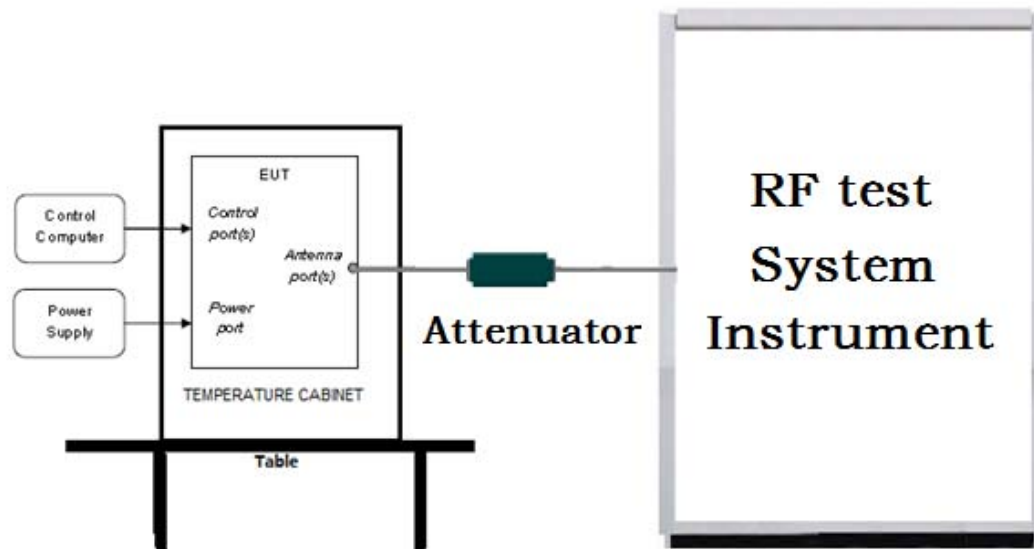 Control
Computer
Power
Supply
EUT
Control
port(s)
Antenna
port(s)
Power
port
TEMPERATURE CABINET
Table
Attenuator
RF test
System
Instrument